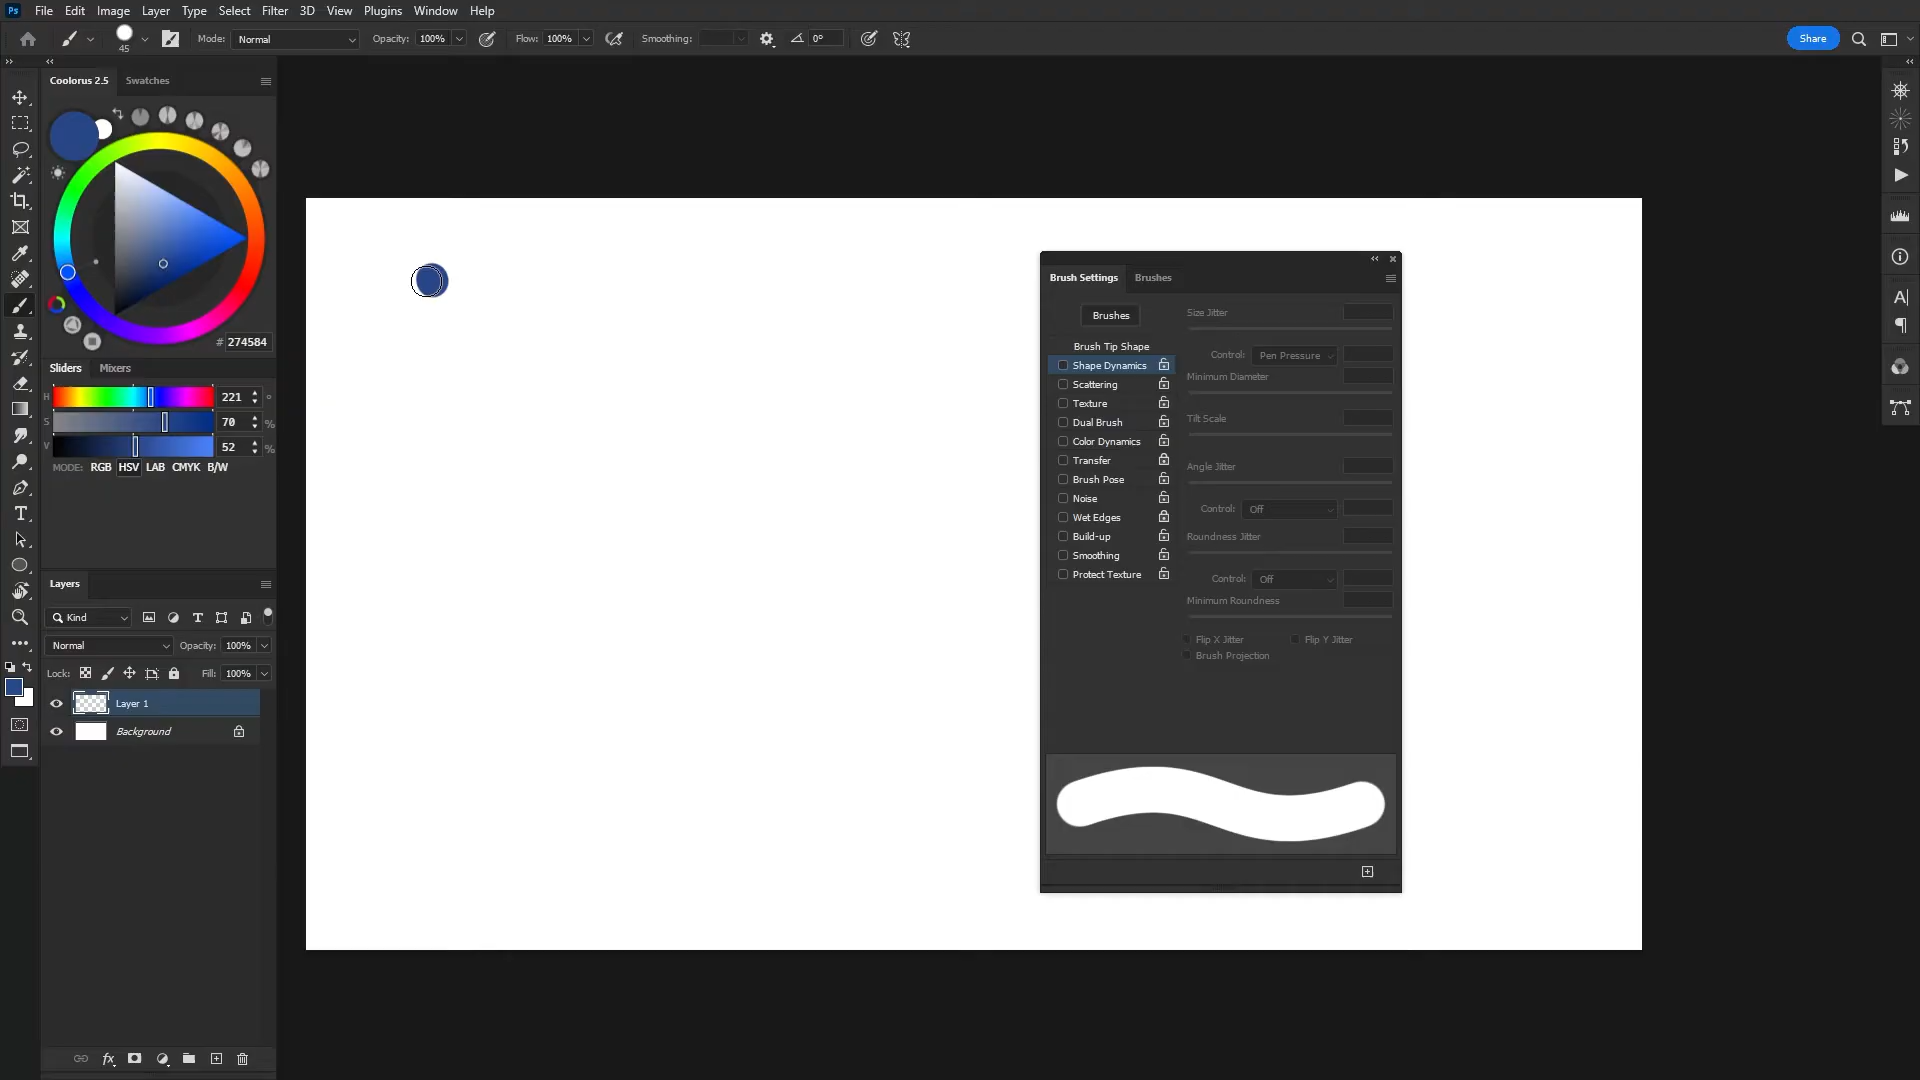 Ps File Edit Image Layer Type Select Filter 3D View Plugins Window Help
45 Mode: Normal Opacity: 100% Flow: 100% Smoothing: 0° Share
Coolorus 2.5 Swatches
# 274584
Sliders Mixers
H 221 °
S 70 %
V 52 %
MODE: RGB HSV LAB CMYK B/W
Layers
Kind
Normal Opacity: 100%
Lock: Fill: 100%
Layer 1
Background
fx
Brush Settings Brushes
Brushes
Brush Tip Shape
Shape Dynamics
Scattering
Texture
Dual Brush
Color Dynamics
Transfer
Brush Pose
Noise
Wet Edges
Build-up
Smoothing
Protect Texture
Size Jitter
Control: Pen Pressure
Minimum Diameter
Tilt Scale
Angle Jitter
Control: Off
Roundness Jitter
Control: Off
Minimum Roundness
Flip X Jitter Flip Y Jitter
Brush Projection